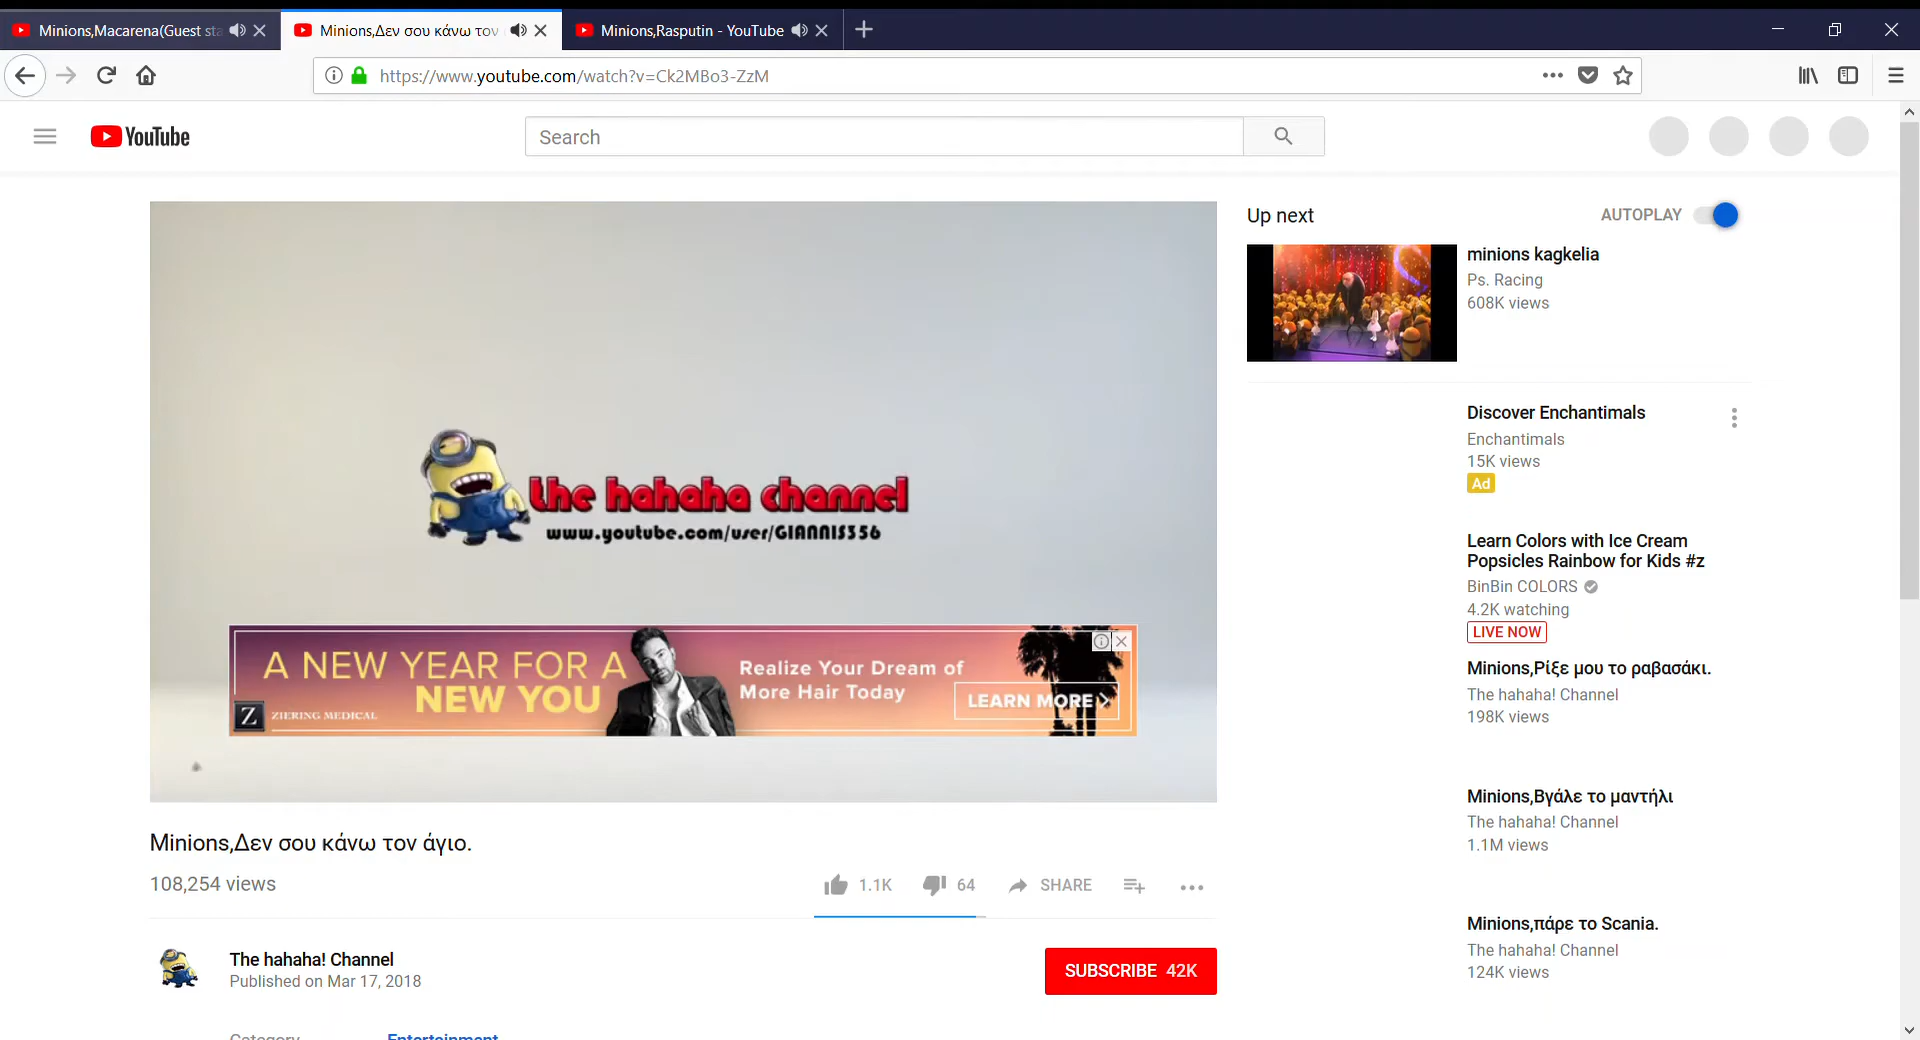 Minions,Macarena(Guest sta
Minions,Δεν σου κάνω τον
Minions,Rasputin - YouTube
https://www.youtube.com/watch?v=Ck2MBo3-ZzM
YouTube
Search
Up next
AUTOPLAY
minions kagkelia
Ps. Racing
608K views
Discover Enchantimals
Enchantimals
15K views
Ad
Learn Colors with Ice Cream
Popsicles Rainbow for Kids #z
BinBin COLORS
4.2K watching
LIVE NOW
Minions,Ρίξε μου το ραβασάκι.
The hahaha! Channel
198K views
Minions,Βγάλε το μαντήλι
The hahaha! Channel
1.1M views
Minions,πάρε το Scania.
The hahaha! Channel
124K views
the hahaha channel
www.youtube.com/user/GIANNIS356
A NEW YEAR FOR A
NEW YOU
Z ZIERING MEDICAL
Realize Your Dream of
More Hair Today
LEARN MORE
Minions,Δεν σου κάνω τον άγιο.
108,254 views
1.1K
64
SHARE
The hahaha! Channel
Published on Mar 17, 2018
SUBSCRIBE 42K
Category
Entertainment